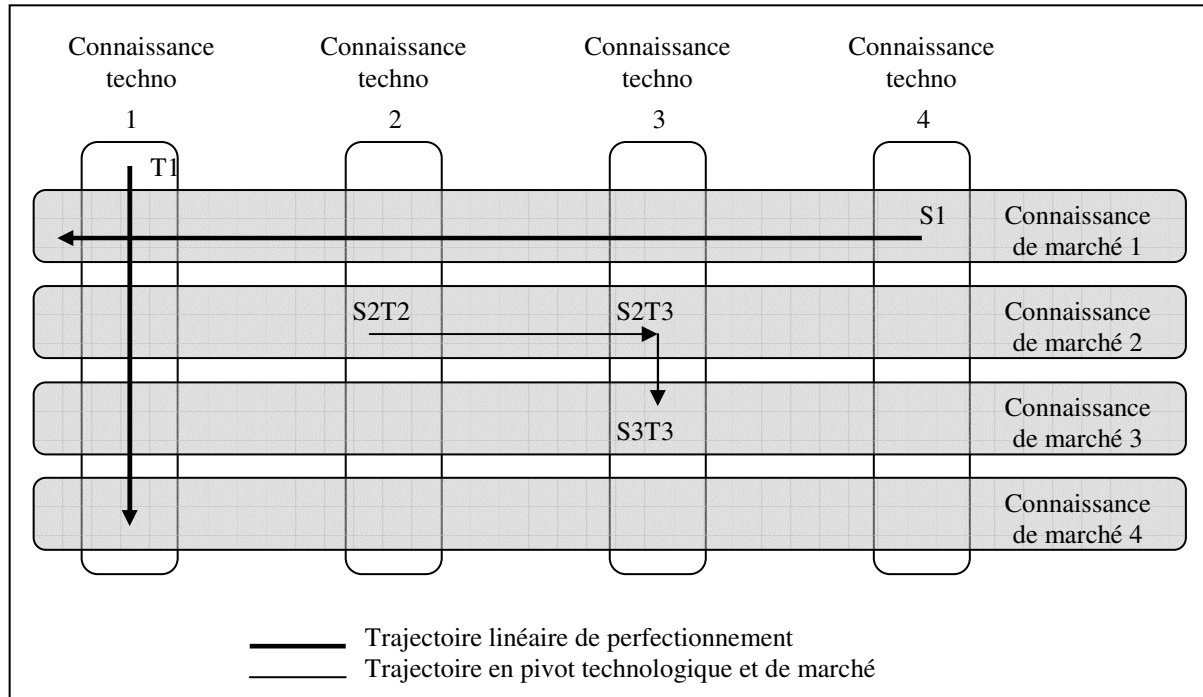 Connaissance techno 1
Connaissance techno 2
Connaissance techno 3
Connaissance techno 4
T1
S1
Connaissance
de marché 1
S2T2
S2T3
Connaissance
de marché 2
S3T3
Connaissance
de marché 3
Connaissance
de marché 4
Trajectoire linéaire de perfectionnement
Trajectoire en pivot technologique et de marché